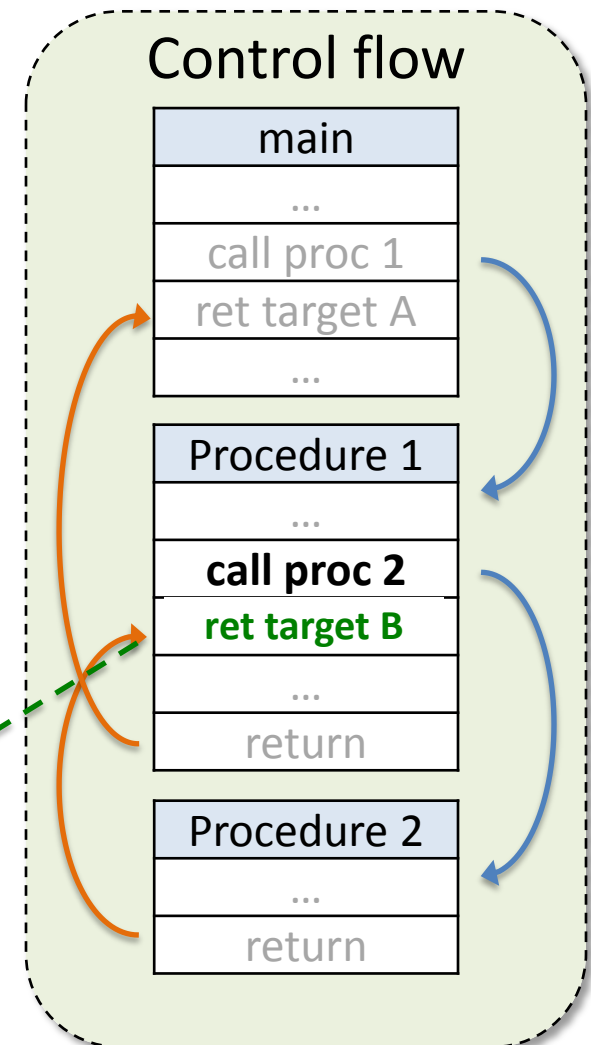 Control flow
main
...
call proc 1
ret target A
...
Procedure 1
...
call proc 2
ret target B
...
return
Procedure 2
...
return